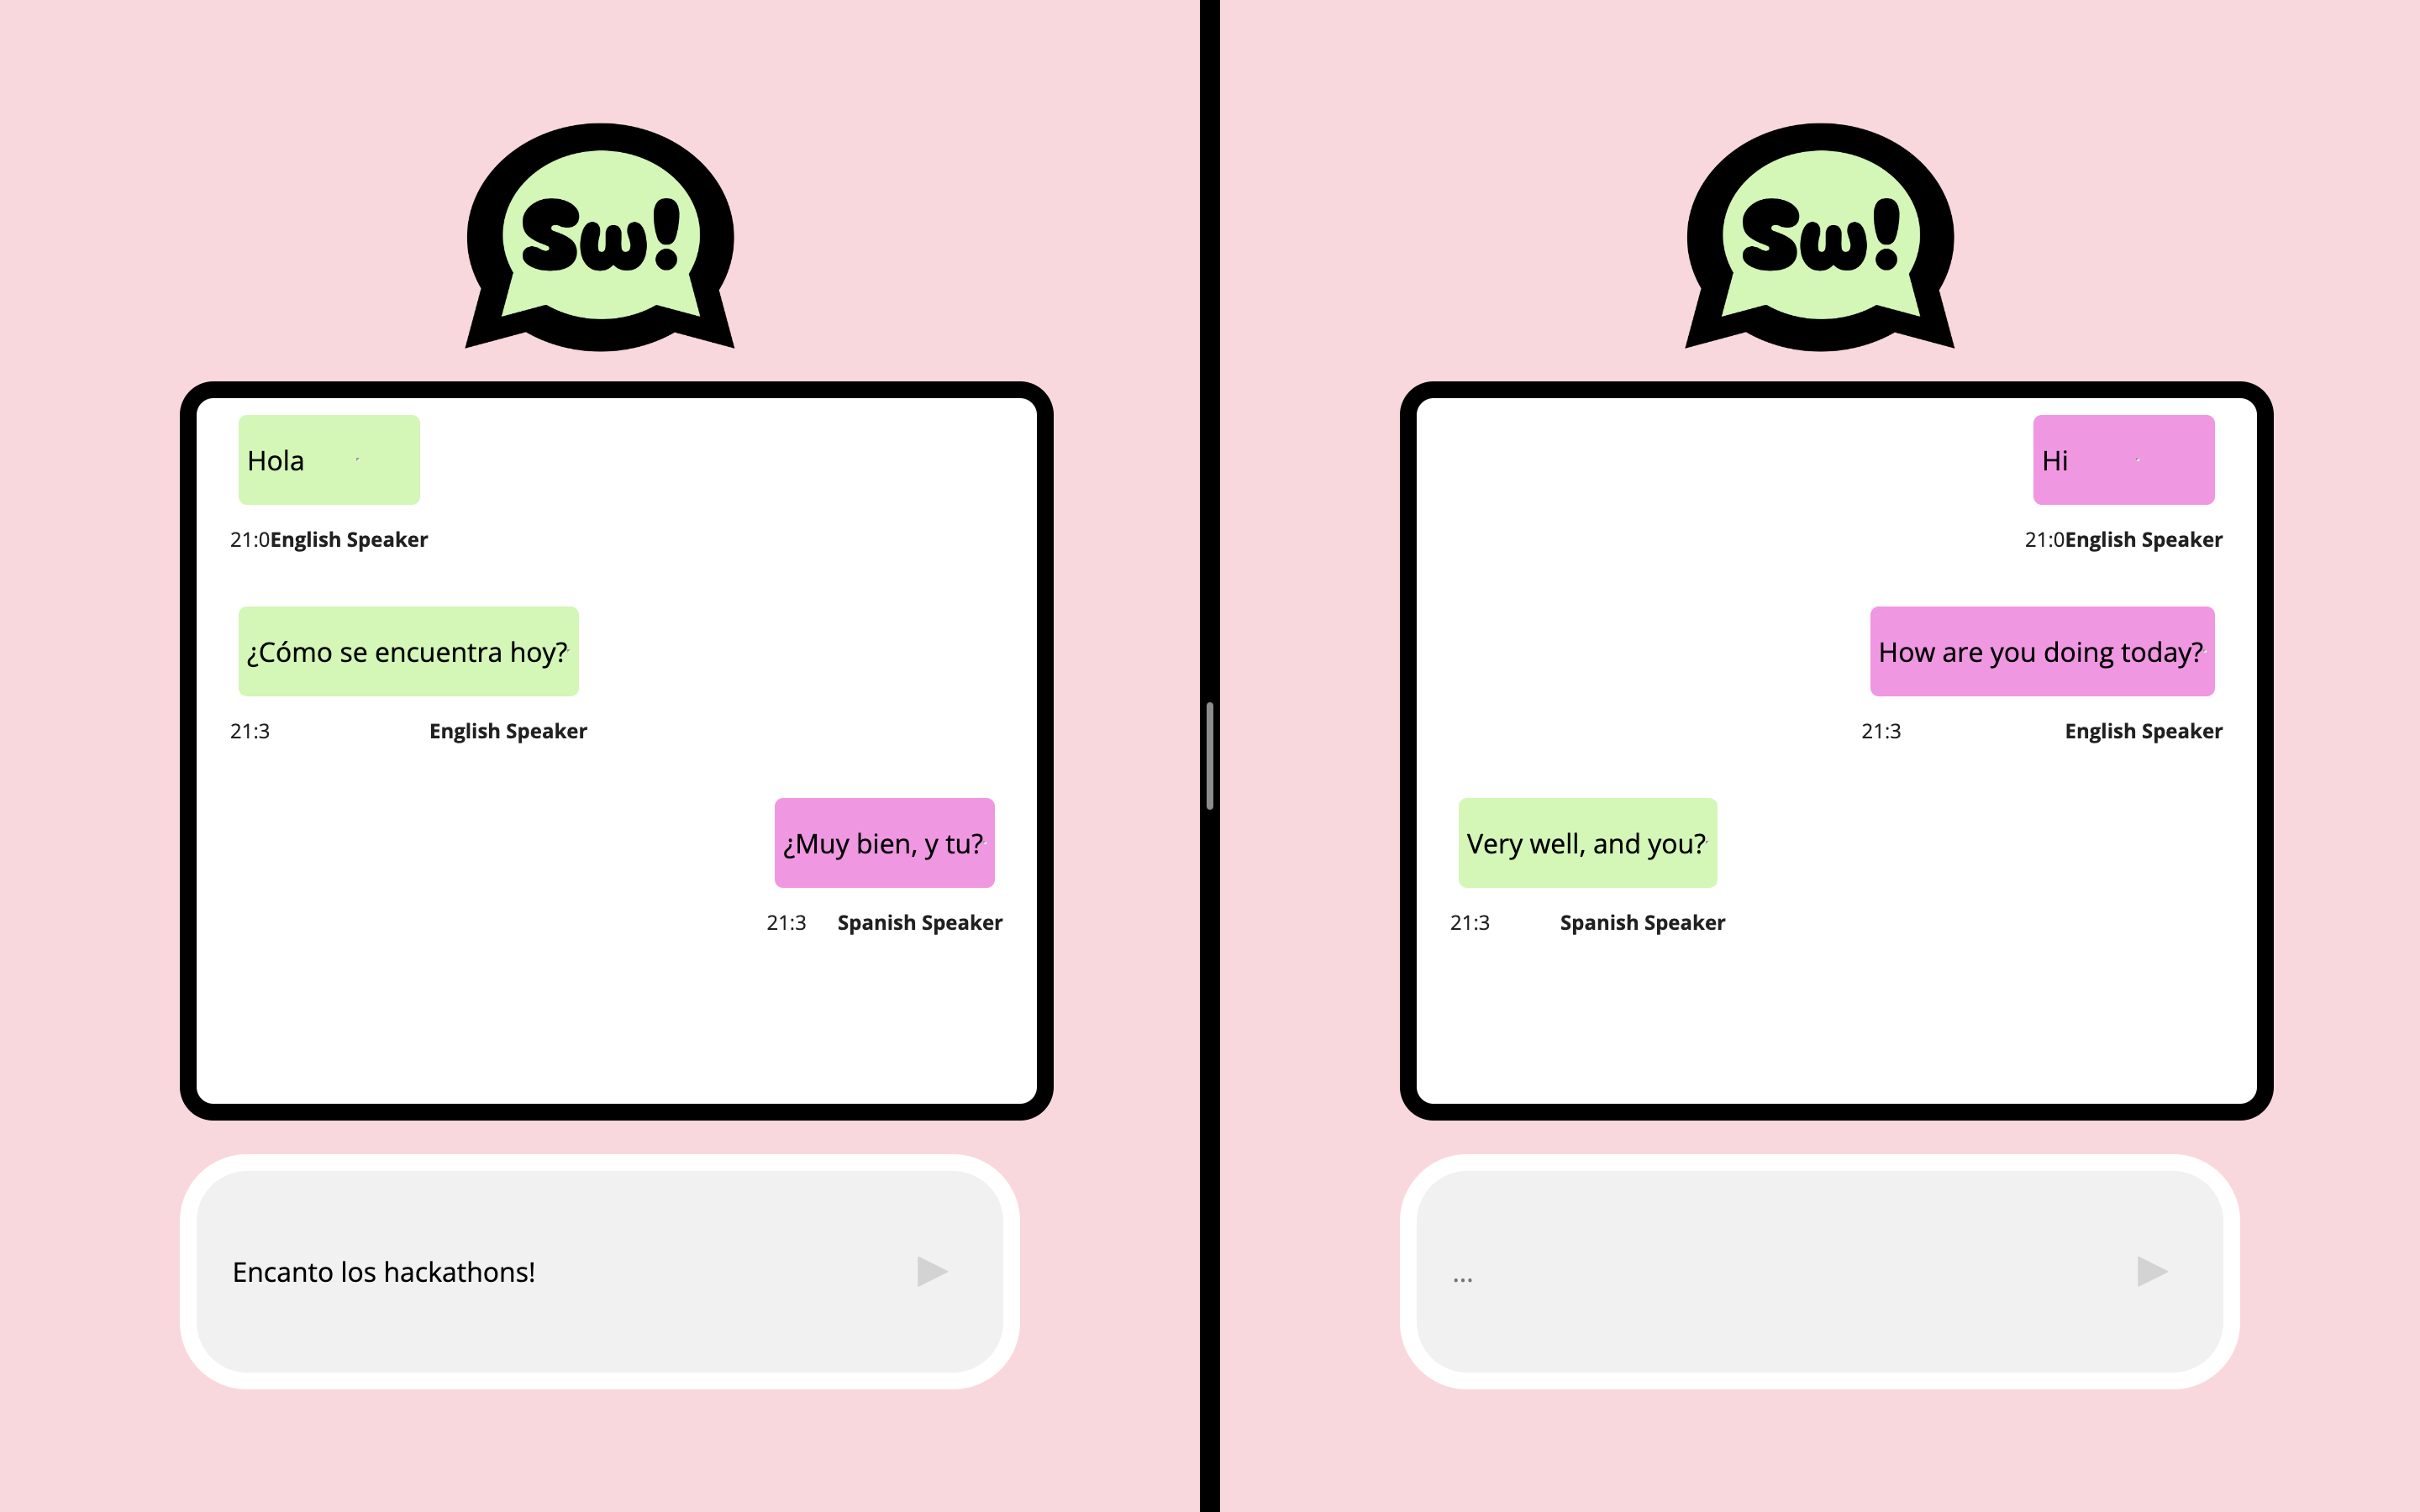 Sw!
Hola
21:0English Speaker
¿Cómo se encuentra hoy?
21:3 English Speaker
¿Muy bien, y tu?
21:3 Spanish Speaker
Encanto los hackathons!
Sw!
Hi
21:0English Speaker
How are you doing today?
21:3 English Speaker
Very well, and you?
21:3 Spanish Speaker
...